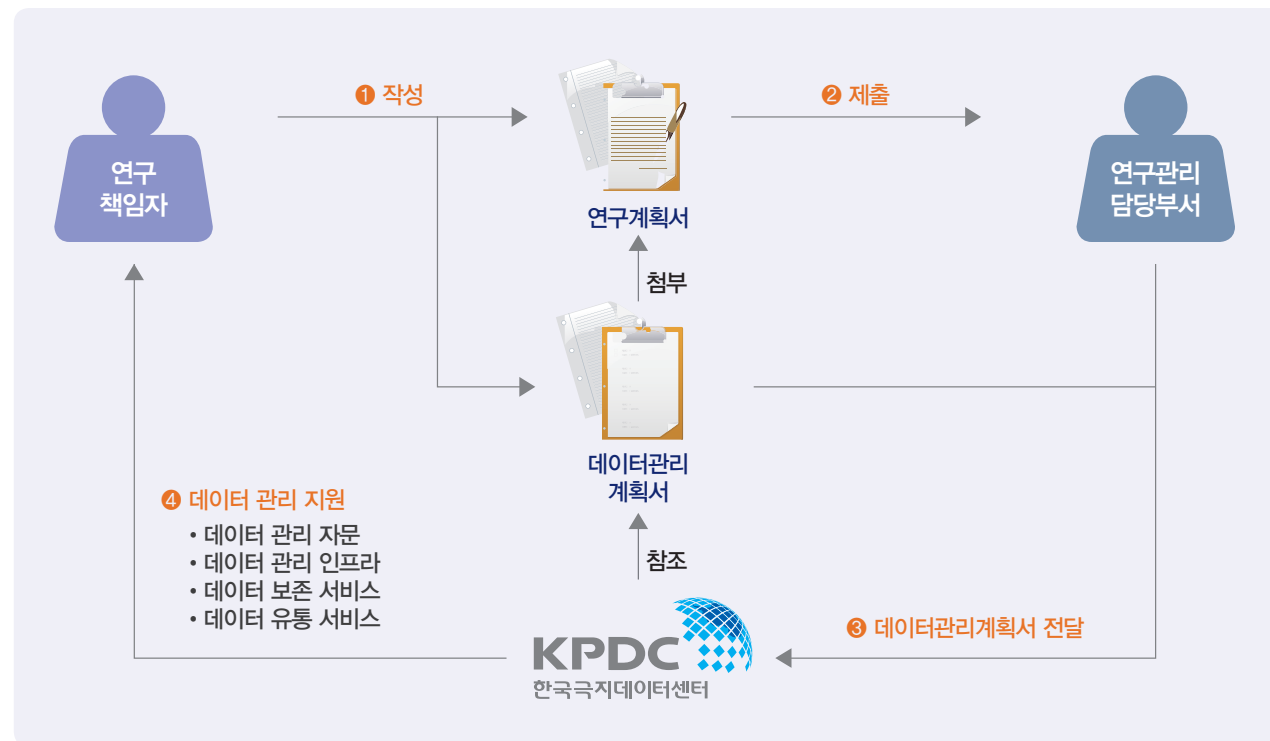 ❶ 작성
❷ 제출
연구
책임자
연구관리
담당부서
연구계획서
첨부
데이터관리
계획서
❹ 데이터 관리 지원
• 데이터 관리 자문
• 데이터 관리 인프라
• 데이터 보존 서비스
• 데이터 유통 서비스
참조
❸ 데이터관리계획서 전달
KPDC
한국극지데이터센터